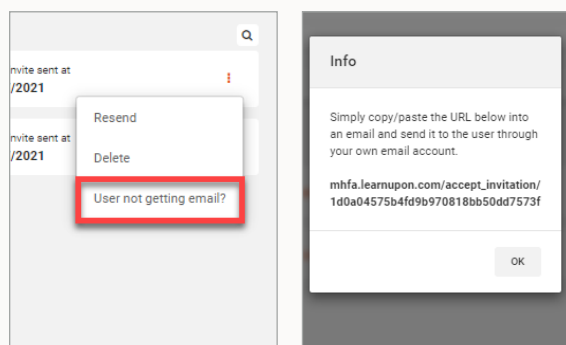 nvite sent at
/2021
Resend
nvite sent at
/2021
Delete
User not getting email?
Info
Simply copy/paste the URL below into
an email and send it to the user through
your own email account.
mhfa.learnupon.com/accept_invitation/
1d0a04575b4fd9b970818bb50dd7573f
OK